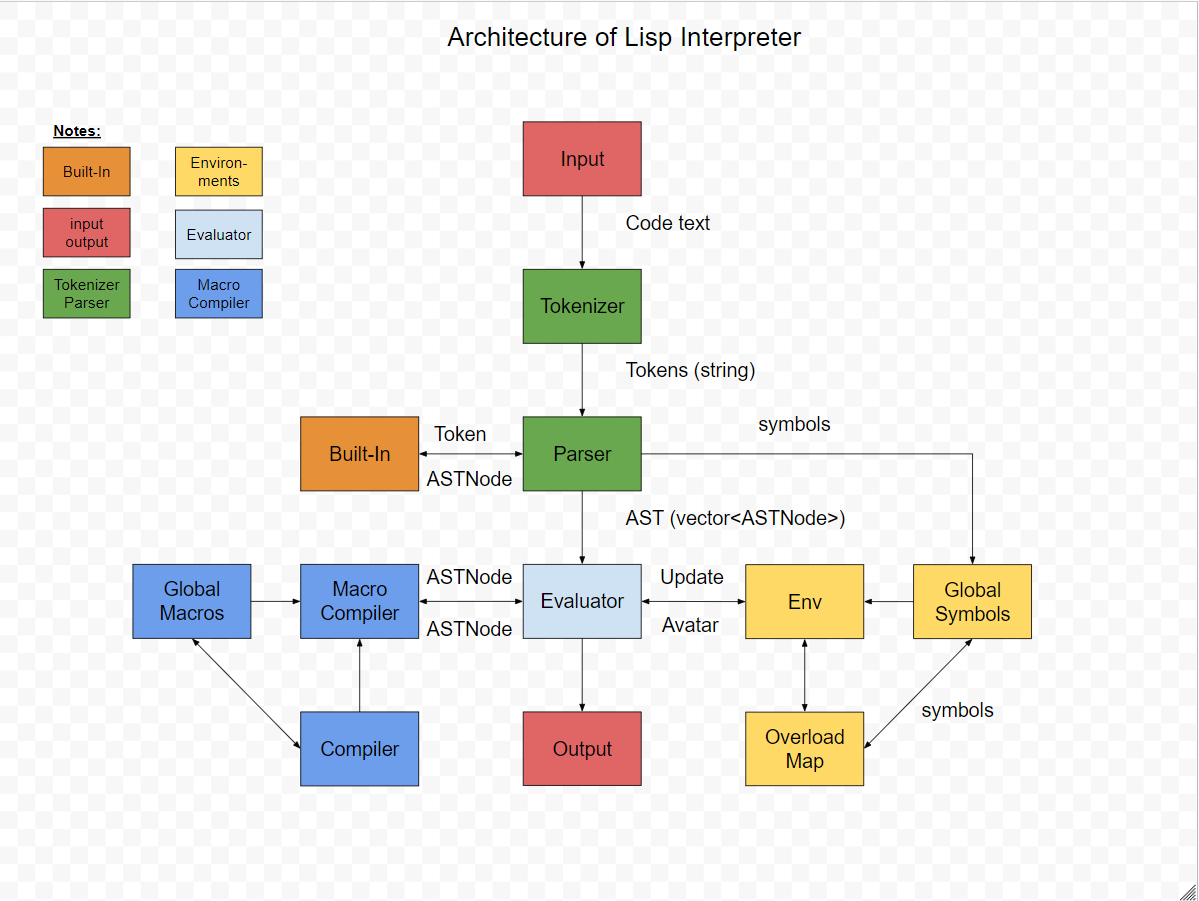 Architecture of Lisp Interpreter
Notes:
Built-In
Environ-
ments
input
output
Evaluator
Tokenizer
Parser
Macro
Compiler
Input
Code text
Tokenizer
Tokens (string)
Built-In
Token
ASTNode
Parser
symbols
AST (vector<ASTNode>)
Global
Macros
Macro
Compiler
ASTNode
ASTNode
Evaluator
Update
Avatar
Env
Global
Symbols
Compiler
Output
Overload
Map
symbols